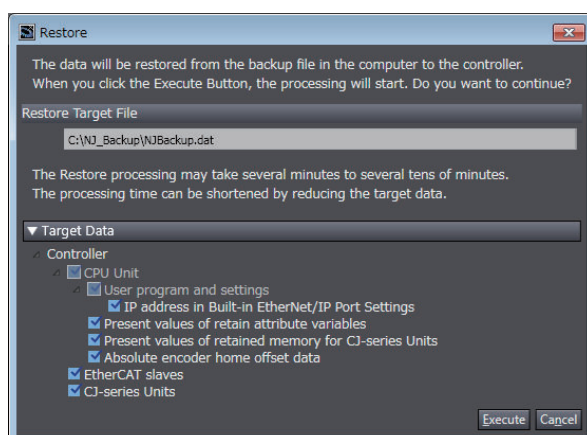 Restore
The data will be restored from the backup file in the computer to the controller.
When you click the Execute Button, the processing will start. Do you want to continue?
Restore Target File
C:\NJ_Backup\NJBackup.dat
The Restore processing may take several minutes to several tens of minutes.
The processing time can be shortened by reducing the target data.
Target Data
Controller
CPU Unit
User program and settings
IP address in Built-in EtherNet/IP Port Settings
Present values of retain attribute variables
Present values of retained memory for CJ-series Units
Absolute encoder home offset data
EtherCAT slaves
CJ-series Units
Execute Cancel